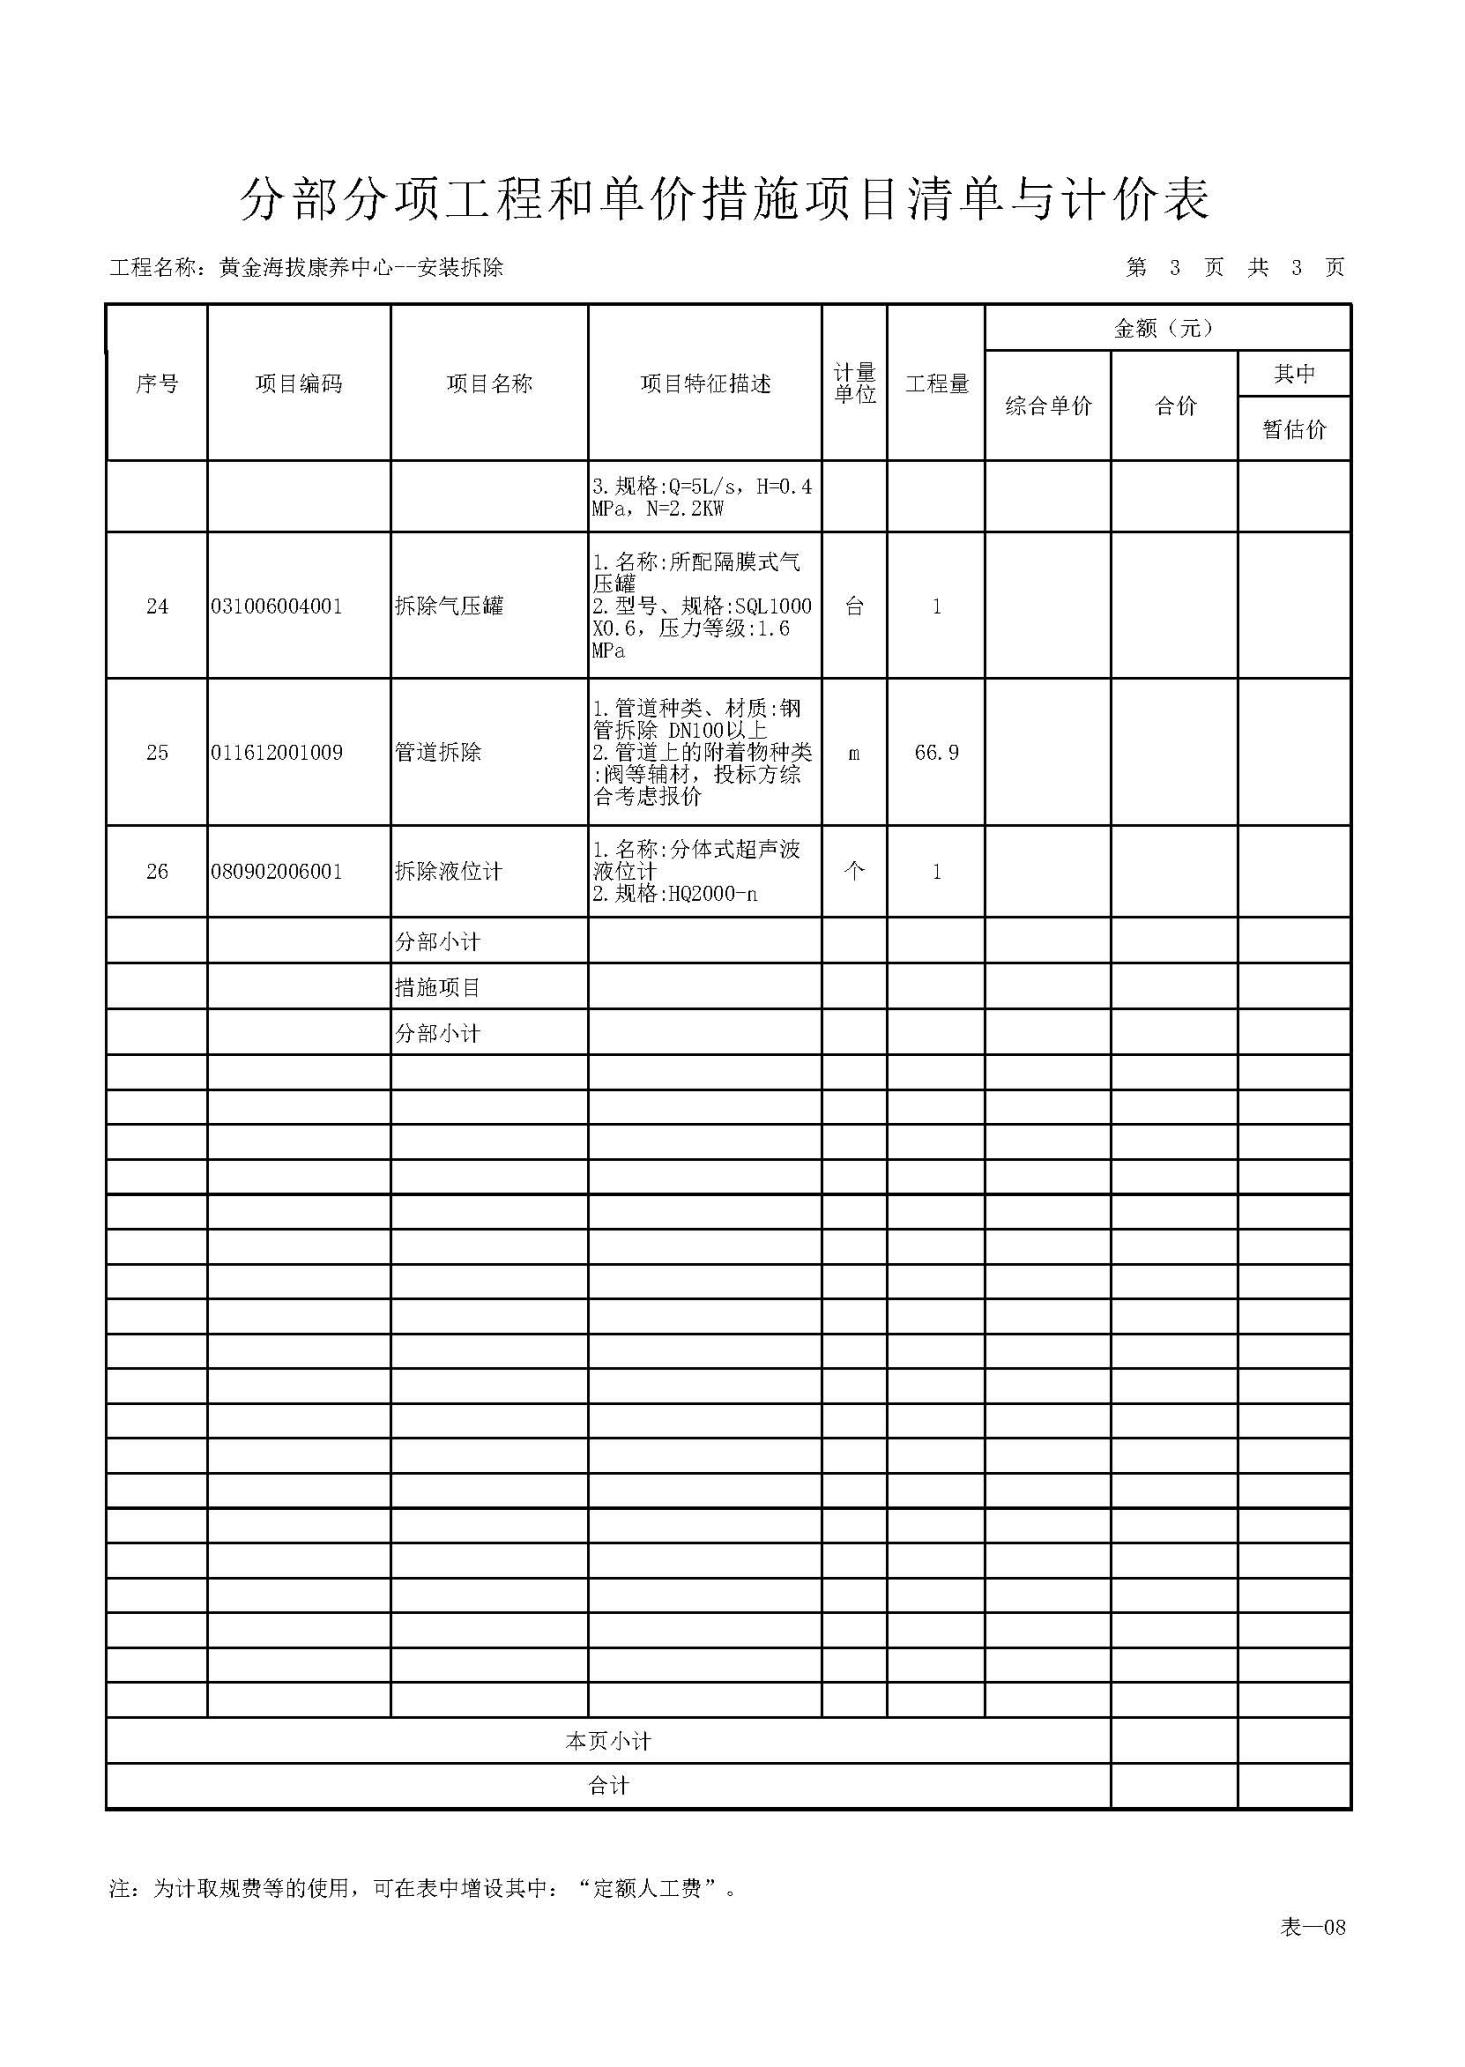 分部分项工程和单价措施项目清单与计价表
工程名称：黄金海拔康养中心--安装拆除 第 3 页 共 3 页
序号 项目编码 项目名称 项目特征描述 计量单位 工程量 金额（元）
综合单价 合价 其中
暂估价
3.规格:Q=5L/s，H=0.4
MPa，N=2.2KW
24 031006004001 拆除气压罐 1.名称:所配隔膜式气
压罐
2.型号、规格:SQL1000
X0.6，压力等级:1.6
MPa 台 1
25 011612001009 管道拆除 1.管道种类、材质:钢
管拆除 DN100以上
2.管道上的附着物种类
:阀等辅材，投标方综
合考虑报价 m 66.9
26 080902006001 拆除液位计 1.名称:分体式超声波
液位计
2.规格:HQ2000-n 个 1
分部小计
措施项目
分部小计
本页小计
合计
注：为计取规费等的使用，可在表中增设其中：“定额人工费”。
表—08